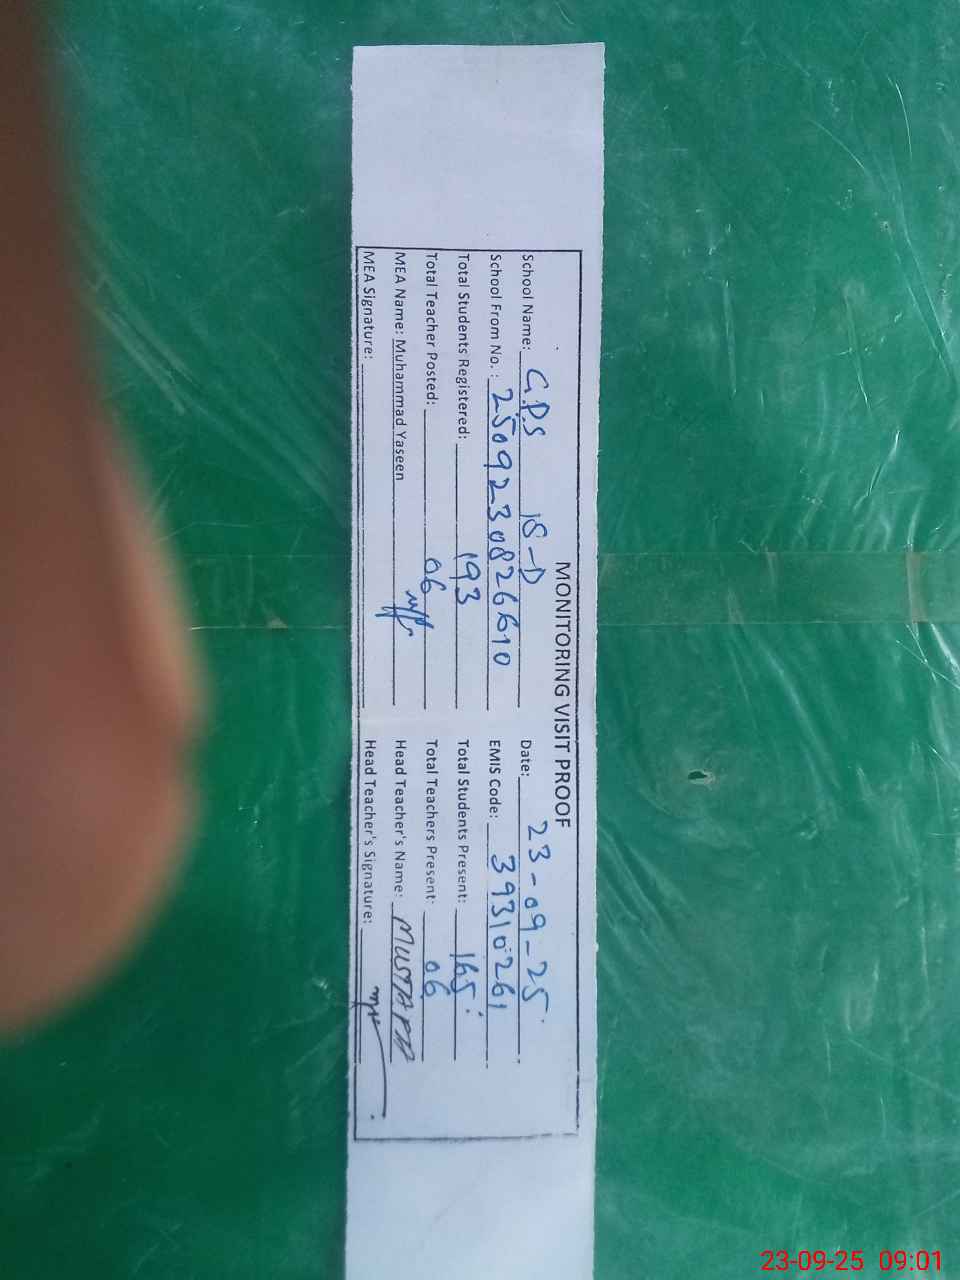 MONITORING VISIT PROOF
School Name: G.P.S 18-D Date: 23-09-25
School From No. : 2509230826610 EMIS Code: 39310261
Total Students Registered: 193 Total Students Present: 165
Total Teacher Posted: 06 Total Teachers Present: 06
MEA Name: Muhammad Yaseen Head Teacher's Name: MUSTAFA
MEA Signature: Head Teacher's Signature:
23-09-25 09:01